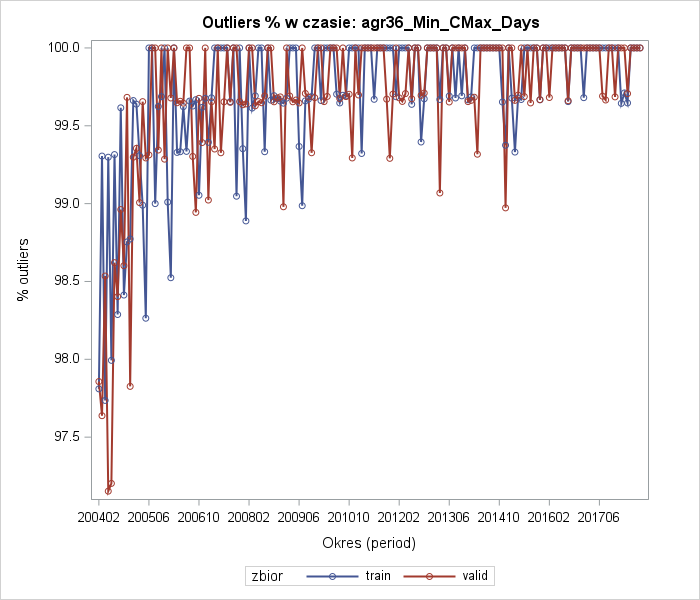 Outliers % w czasie: agr36_Min_CMax_Days
% outliers
100.0
99.5
99.0
98.5
98.0
97.5
200402 200506 200610 200802 200906 201010 201202 201306 201410 201602 201706
Okres (period)
zbior train valid